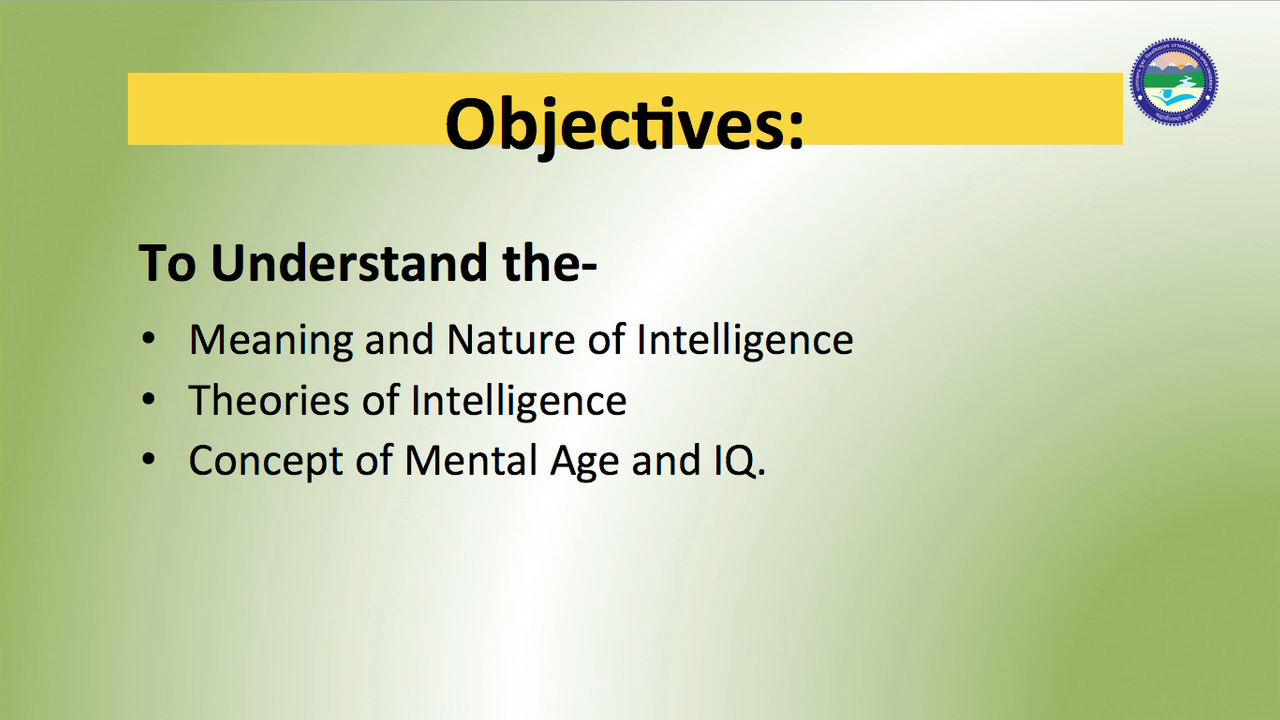 Objectives:
To Understand the-
• Meaning and Nature of Intelligence
• Theories of Intelligence
• Concept of Mental Age and IQ.